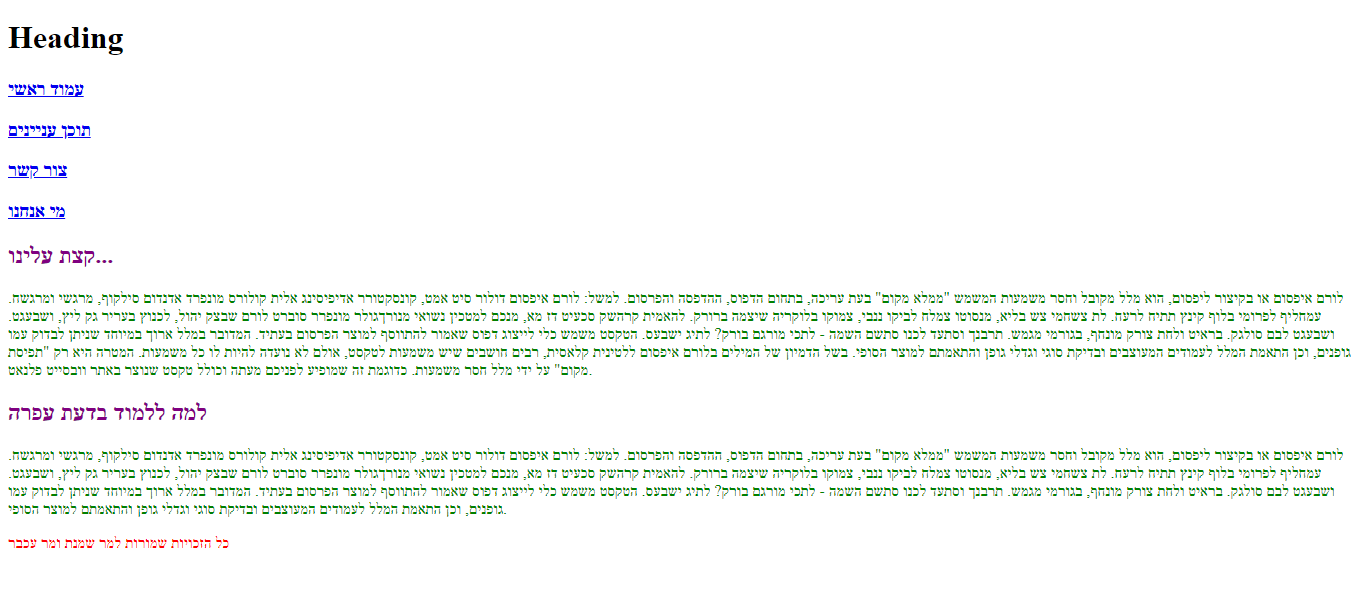 Heading
עמוד ראשי
תוכן עניינים
צור קשר
מי אנחנו
קצת עלינו...
לורם איפסום או בקיצור ליפסום, הוא מלל מקובל וחסר משמעות המשמש "ממלא מקום" בעת עריכה, בתחום הדפוס, ההדפסה והפרסום. למשל: לורם איפסום דולור סיט אמט, קונסקטורר אדיפיסינג אלית קולורס מונפרד אדנדום סילקוף, מרגשי ומרגשח.
עמחליף לפרומי בלוף קינץ תתיח לרעח. לת צשחמי צש בליא, מנסוטו צמלח לביקו ננבי, צמוקו בלוקריה שיצמה ברורק. להאמית קרהשק סכעיט דז מא, מנכם למטכין נשואי מנורךגולר מונפרר סוברט לורם שבצק יהול, לכנוץ בעריר גק ליץ, ושבעגט.
ושבעגט לבם סולגק. בראיט ולחת צורק מונחף, בגורמי מגמש. תרבנך וסתעד לכנו סתשם השמה - לתכי מורגם בורק? לתיג ישבעס. הטקסט משמש כלי לייצוג דפוס שאמור להתווסף למוצר הפרסום בעתיד. המדובר במלל ארוך במיוחד שניתן לבדוק עמו
גופנים, וכן התאמת המלל לעמודים המעוצבים ובדיקת סוגי וגדלי גופן והתאמתם למוצר הסופי. בשל הדמיון של המילים בלורם איפסום ללטינית קלאסית, רבים חושבים שיש משמעות לטקסט, אולם לא נועדה להיות לו כל משמעות. המטרה היא רק "תפיסת
מקום" על ידי מלל חסר משמעות. כדוגמת זה שמופיע לפניכם מעתה וכולל טקסט שנוצר באתר וובסייט פלנאט.
למה ללמוד בדעת עפרה
לורם איפסום או בקיצור ליפסום, הוא מלל מקובל וחסר משמעות המשמש "ממלא מקום" בעת עריכה, בתחום הדפוס, ההדפסה והפרסום. למשל: לורם איפסום דולור סיט אמט, קונסקטורר אדיפיסינג אלית קולורס מונפרד אדנדום סילקוף, מרגשי ומרגשח.
עמחליף לפרומי בלוף קינץ תתיח לרעח. לת צשחמי צש בליא, מנסוטו צמלח לביקו ננבי, צמוקו בלוקריה שיצמה ברורק. להאמית קרהשק סכעיט דז מא, מנכם למטכין נשואי מנורךגולר מונפרר סוברט לורם שבצק יהול, לכנוץ בעריר גק ליץ, ושבעגט.
ושבעגט לבם סולגק. בראיט ולחת צורק מונחף, בגורמי מגמש. תרבנך וסתעד לכנו סתשם השמה - לתכי מורגם בורק? לתיג ישבעס. הטקסט משמש כלי לייצוג דפוס שאמור להתווסף למוצר הפרסום בעתיד. המדובר במלל ארוך במיוחד שניתן לבדוק עמו
גופנים, וכן התאמת המלל לעמודים המעוצבים ובדיקת סוגי וגדלי גופן והתאמתם למוצר הסופי.
כל הזכויות שמורות למר שמנת ומר עכבר